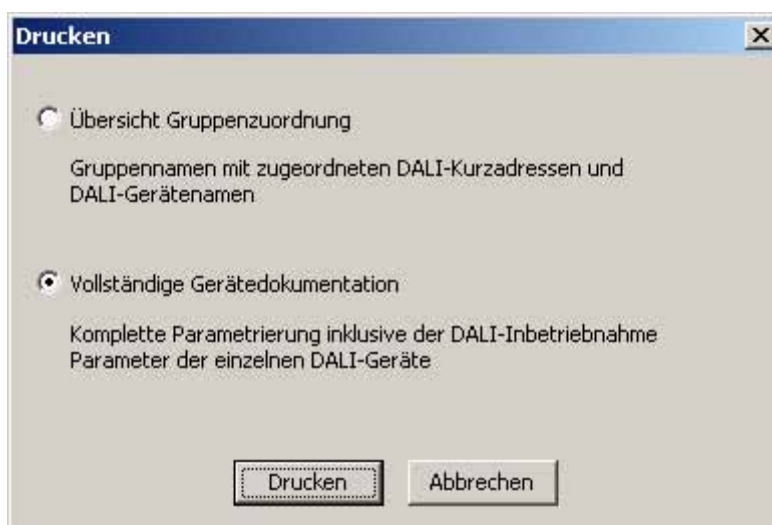 Drucken
Übersicht Gruppenzuordnung
Gruppennamen mit zugeordneten DALI-Kurzadressen und
DALI-Gerätenamen
Vollständige Gerätedokumentation
Komplette Parametrierung inklusive der DALI-Inbetriebnahme
Parameter der einzelnen DALI-Geräte
Drucken Abbrechen